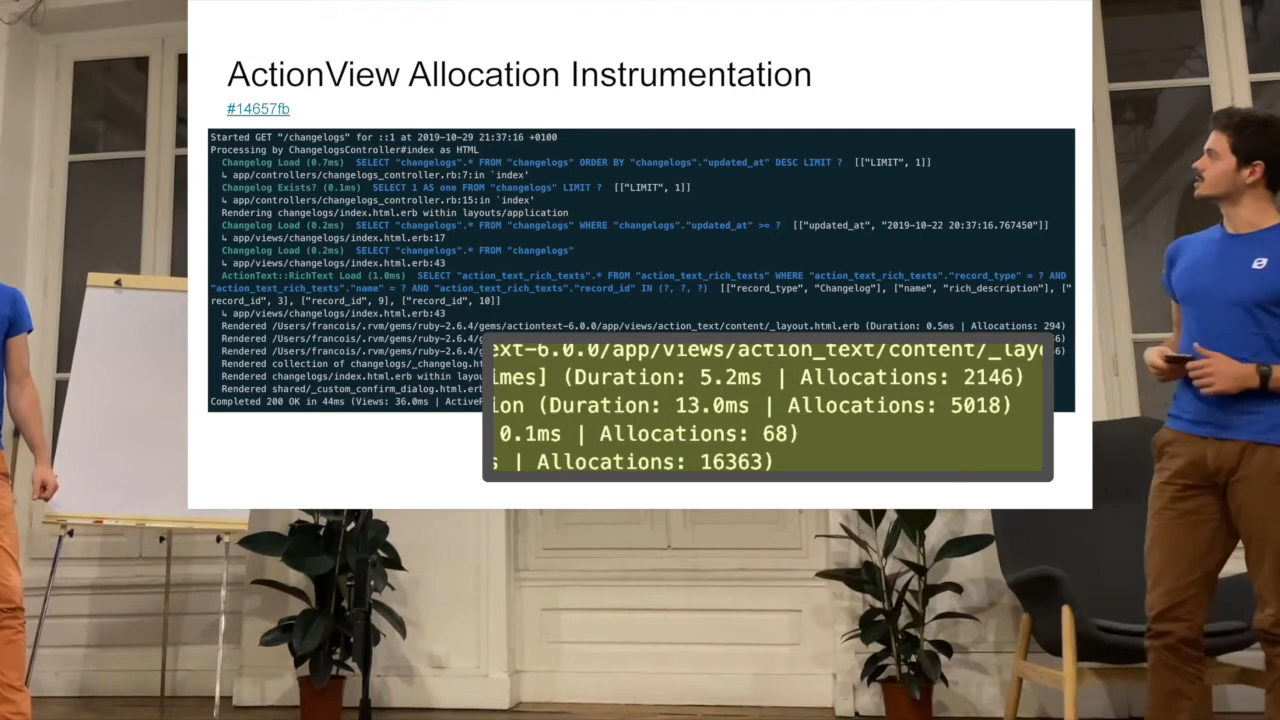 ActionView Allocation Instrumentation
#14657fb
Started GET "/changelogs" for ::1 at 2019-10-29 21:37:16 +0100
Processing by ChangelogsController#index as HTML
Changelog Load (0.7ms) SELECT "changelogs".* FROM "changelogs" ORDER BY "changelogs"."updated_at" DESC LIMIT ? [["LIMIT", 1]]
↳ app/controllers/changelogs_controller.rb:7:in `index'
Changelog Exists? (0.1ms) SELECT 1 AS one FROM "changelogs" LIMIT ? [["LIMIT", 1]]
↳ app/controllers/changelogs_controller.rb:15:in `index'
Rendering changelogs/index.html.erb within layouts/application
Changelog Load (0.2ms) SELECT "changelogs".* FROM "changelogs" WHERE "changelogs"."updated_at" >= ? [["updated_at", "2019-10-22 20:37:16.767450"]]
↳ app/views/changelogs/index.html.erb:17
Changelog Load (0.2ms) SELECT "changelogs".* FROM "changelogs"
↳ app/views/changelogs/index.html.erb:43
ActionText::RichText Load (1.0ms) SELECT "action_text_rich_texts".* FROM "action_text_rich_texts" WHERE "action_text_rich_texts"."record_type" = ? AND
"action_text_rich_texts"."name" = ? AND "action_text_rich_texts"."record_id" IN (?, ?, ?) [["record_type", "Changelog"], ["name", "rich_description"], ["
record_id", 3], ["record_id", 9], ["record_id", 10]]
↳ app/views/changelogs/index.html.erb:43
Rendered /Users/francois/.rvm/gems/ruby-2.6.4/gems/actiontext-6.0.0/app/views/action_text/content/_layout.html.erb (Duration: 0.5ms | Allocations: 294)
Rendered /Users/francois/.rvm/gems/ruby-2.6.4/g
Rendered /Users/francois/.rvm/gems/ruby-2.6.4/g
Rendered collection of changelogs/_changelog.ht
Rendered changelogs/index.html.erb within layou
Rendered shared/_custom_confirm_dialog.html.erb
Completed 200 OK in 44ms (Views: 36.0ms | Active
ext-6.0.0/app/views/action_text/content/_layo
imes] (Duration: 5.2ms | Allocations: 2146)
ion (Duration: 13.0ms | Allocations: 5018)
0.1ms | Allocations: 68)
s | Allocations: 16363)